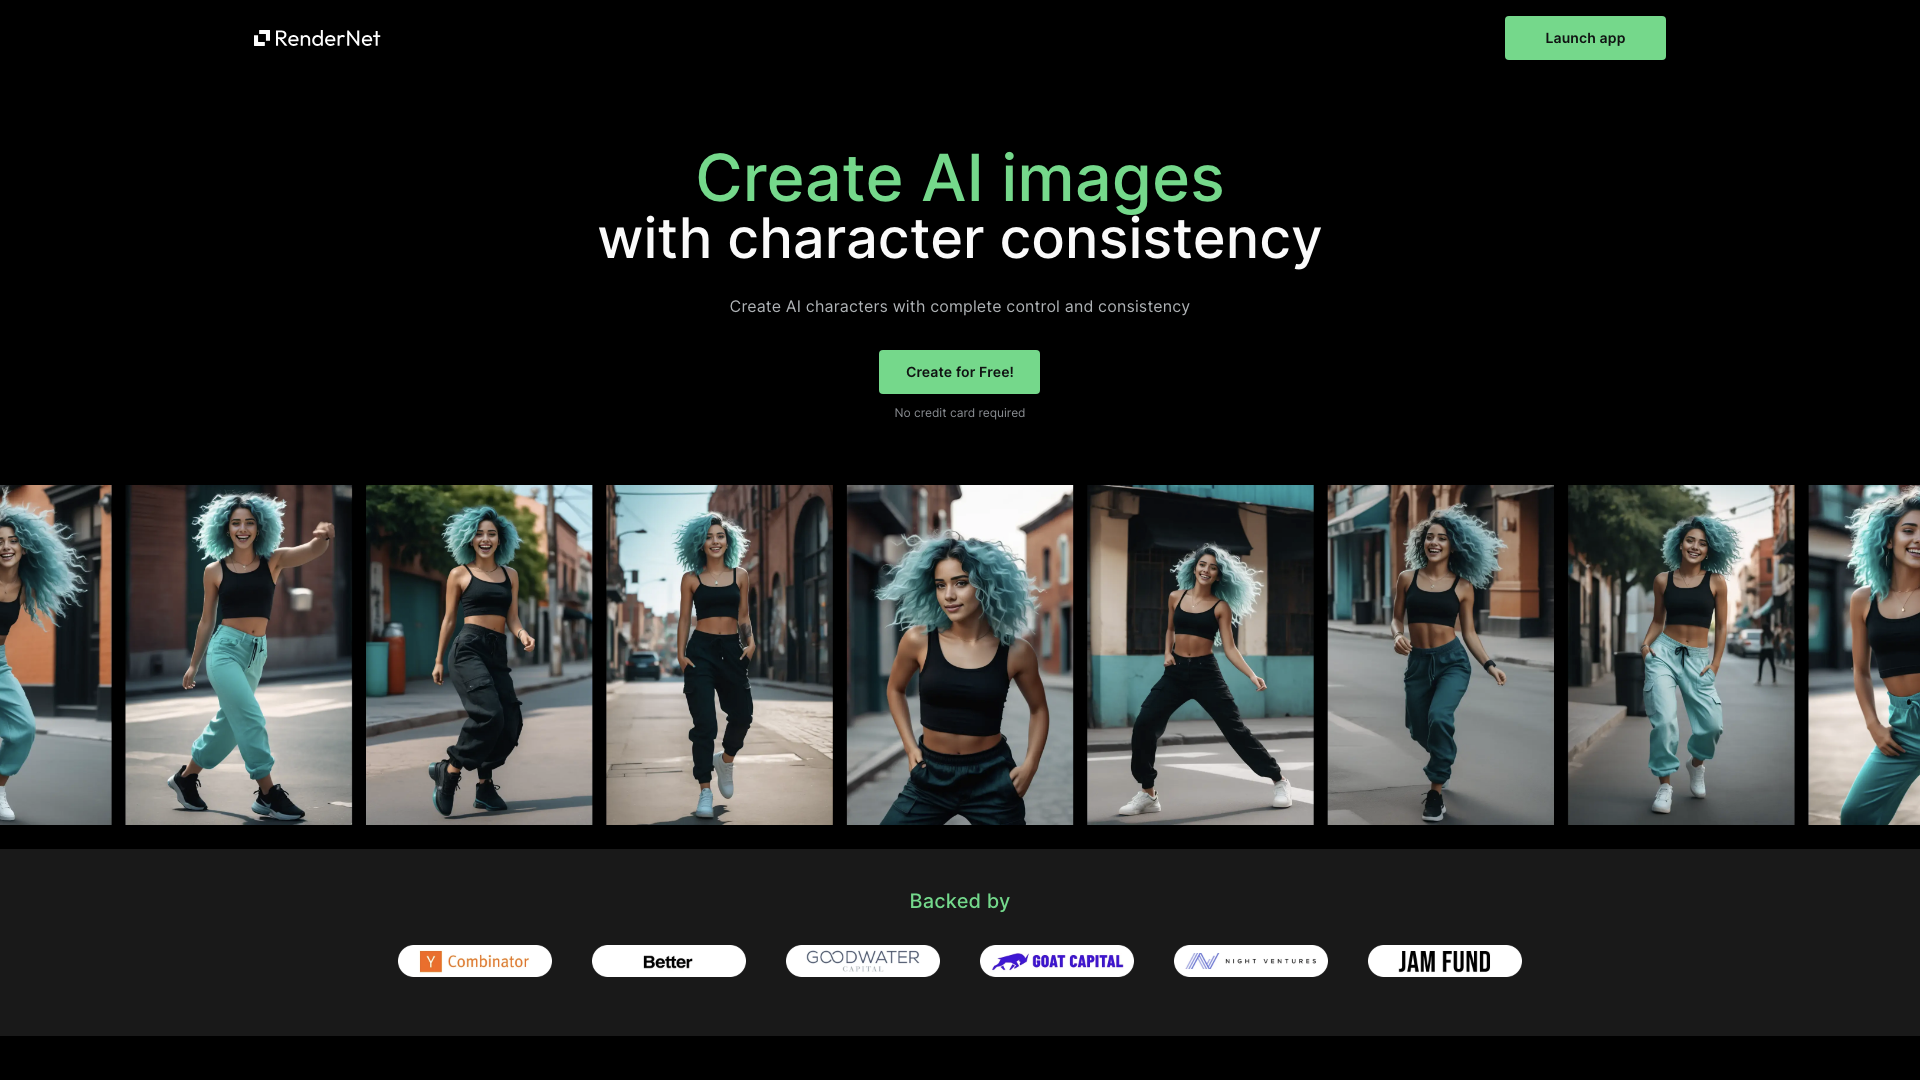 RenderNet
Launch app
Create AI images
with character consistency
Create AI characters with complete control and consistency
Create for Free!
No credit card required
Backed by
Y Combinator
Better
GOODWATER
CAPITAL
GOAT CAPITAL
NIGHT VENTURES
JAM FUND